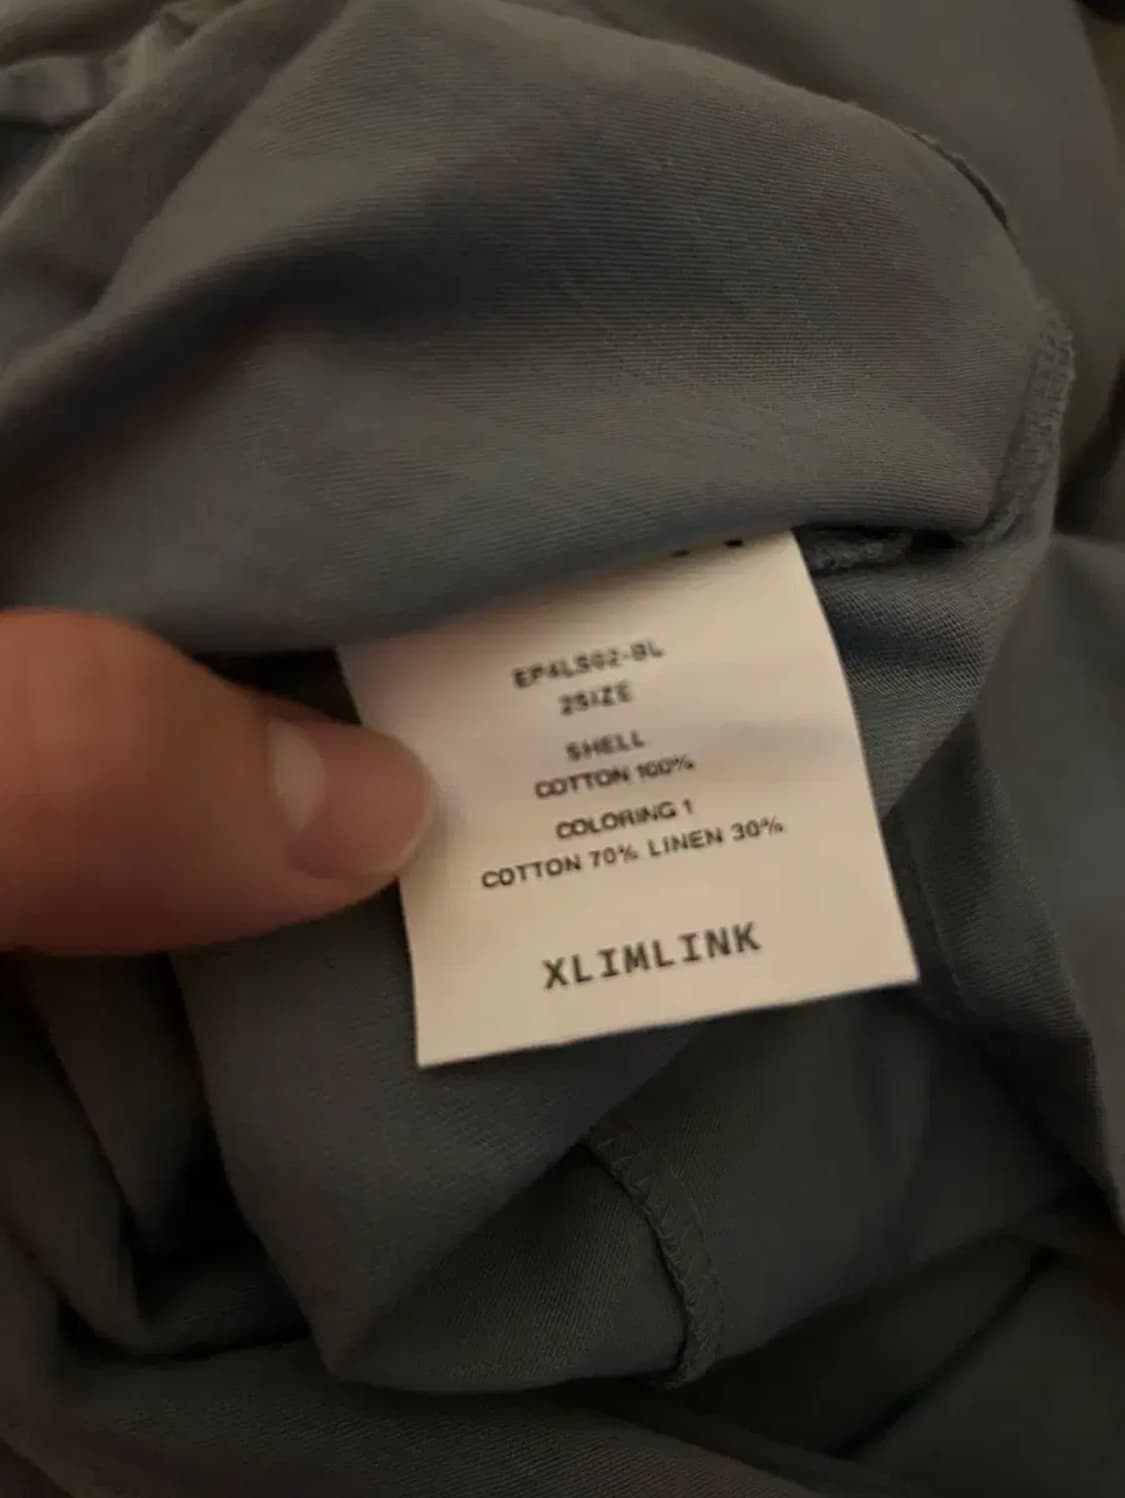 EP4LS02-BL
2SIZE
SHELL
COTTON 100%
COLORING 1
COTTON 70% LINEN 30%
XLIMLINK